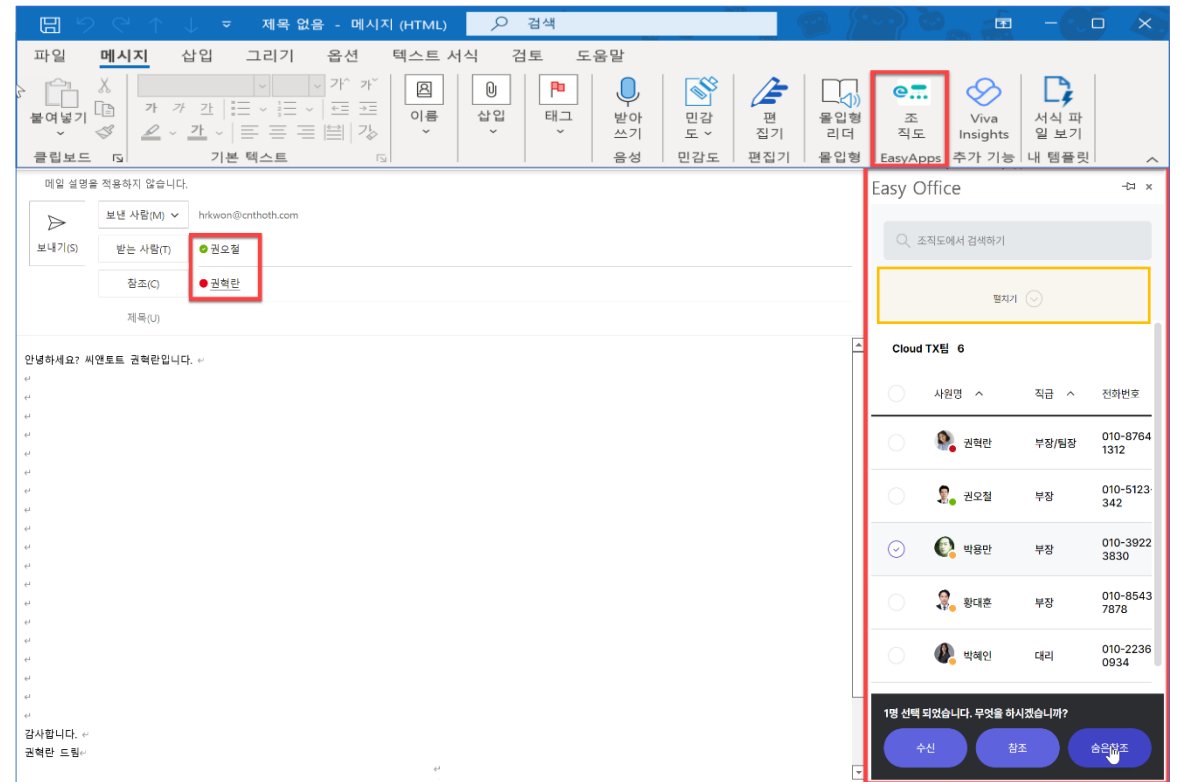 제목 없음 - 메시지 (HTML)
검색
파일 메시지 삽입 그리기 옵션 텍스트 서식 검토 도움말
붙여넣기
가 가 가
가^ 가ˇ
가
이름
삽입
태그
받아
쓰기
민감
도
편
집기
몰입형
리더
조
직도
Viva
Insights
서식 파
일 보기
클립보드
기본 텍스트
음성
민감도
편집기
몰입형
EasyApps
추가 기능
내 템플릿
메일 설명을 적용하지 않습니다.
보내기(S)
보낸 사람(M) hrkwon@cnthoth.com
받는 사람(T) 권오철
참조(C) 권혁란
제목(U)
안녕하세요? 씨앤토트 권혁란입니다.
감사합니다.
권혁란 드림
Easy Office
조직도에서 검색하기
펼치기
Cloud TX팀 6
사원명 직급 전화번호
권현란 부장/팀장 010-8764
1312
권오철 부장 010-5123-
342
박용만 부장 010-3922
3830
황대훈 부장 010-8543
7878
박혜인 대리 010-2236
0934
1명 선택 되었습니다. 무엇을 하시겠습니까?
수신 참조 숨은참조